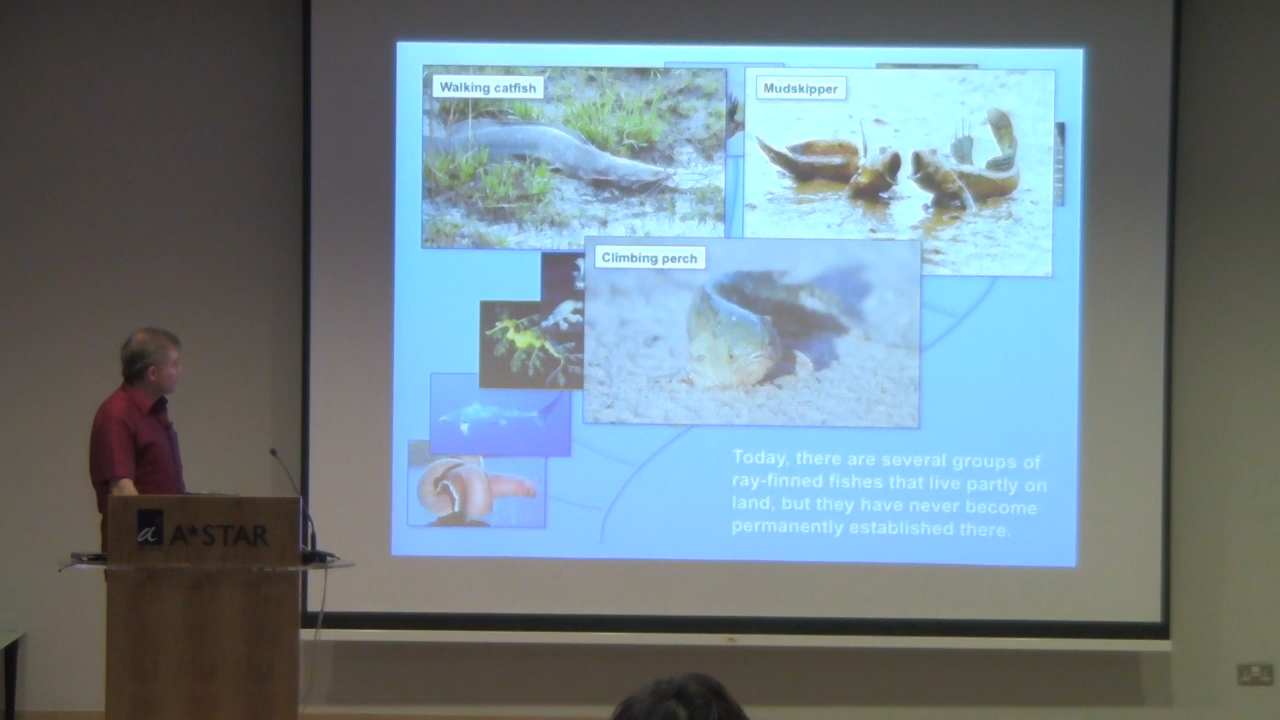 Walking catfish
Mudskipper
Climbing perch
Today, there are several groups of
ray-finned fishes that live partly on
land, but they have never become
permanently established there.
a A*STAR